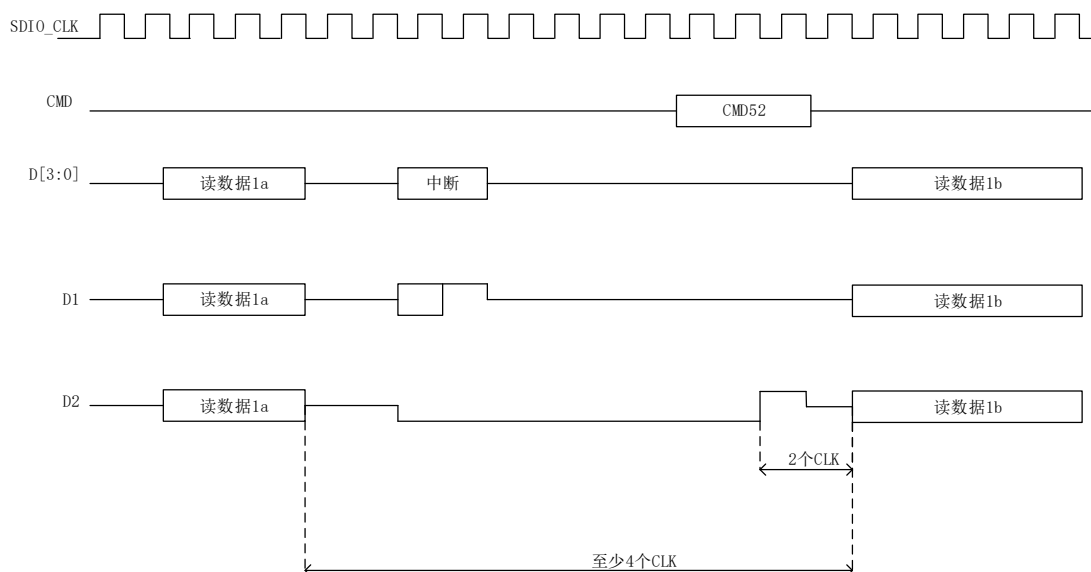 SDIO_CLK
CMD
CMD52
D[3:0]
读数据1a
中断
读数据1b
D1
读数据1a
读数据1b
D2
读数据1a
读数据1b
2个CLK
至少4个CLK